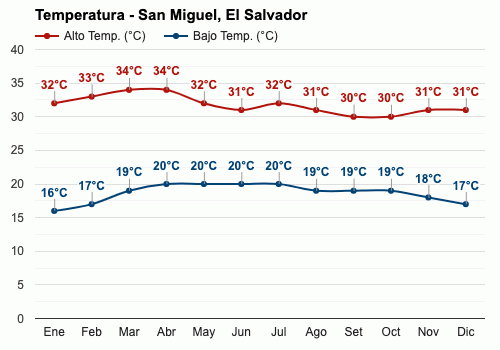 Temperatura - San Miguel, El Salvador
Alto Temp. (°C) Bajo Temp. (°C)
40
35
30
25
20
15
10
5
0
32°C 33°C 34°C 34°C 32°C 31°C 32°C 31°C 30°C 30°C 31°C 31°C
16°C 17°C 19°C 20°C 20°C 20°C 20°C 19°C 19°C 19°C 18°C 17°C
Ene Feb Mar Abr May Jun Jul Ago Set Oct Nov Dic